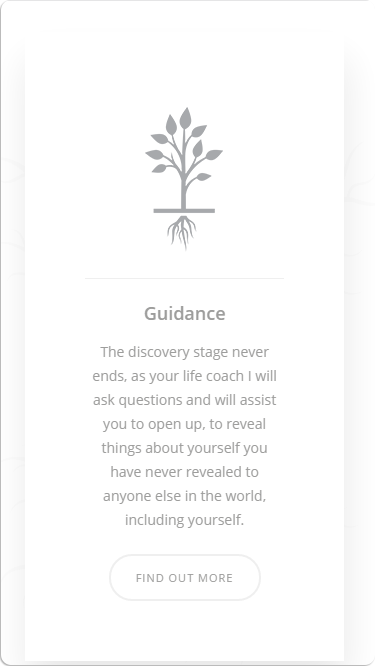 Guidance
The discovery stage never
ends, as your life coach I will
ask questions and will assist
you to open up, to reveal
things about yourself you
have never revealed to
anyone else in the world,
including yourself.
FIND OUT MORE